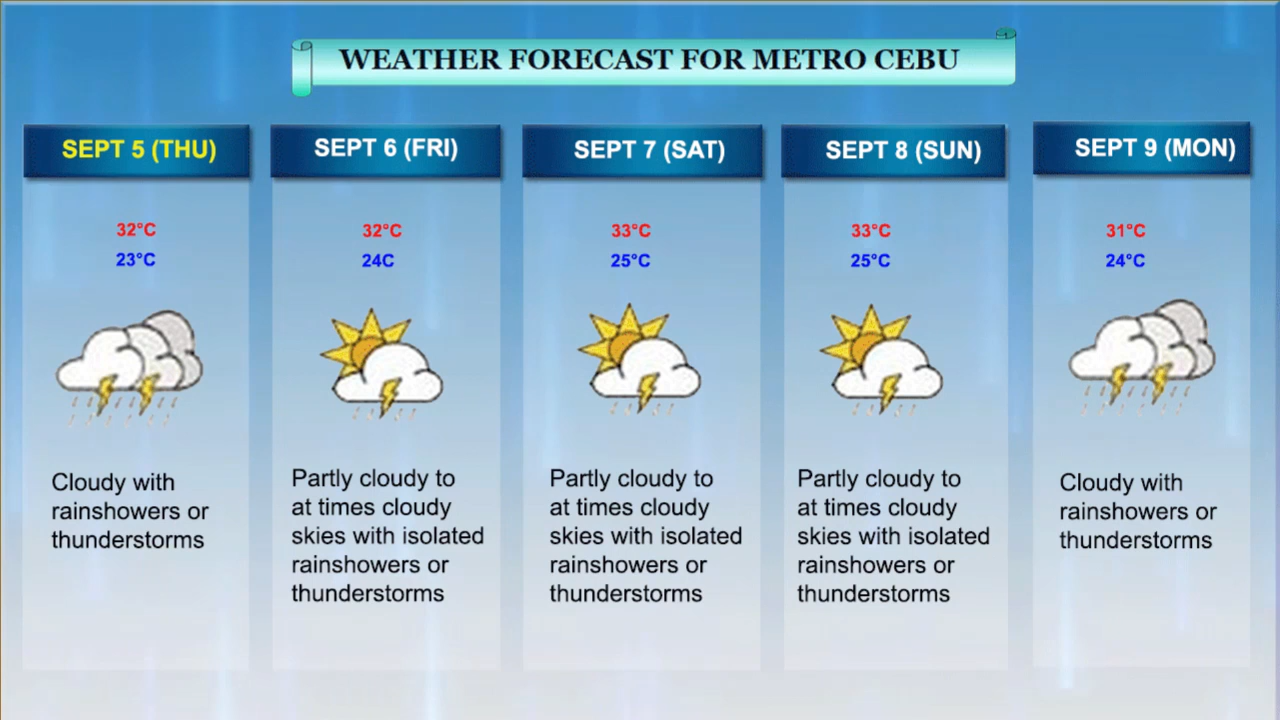 WEATHER FORECAST FOR METRO CEBU
SEPT 5 (THU)
32°C
23°C
Cloudy with
rainshowers or
thunderstorms
SEPT 6 (FRI)
32°C
24C
Partly cloudy to
at times cloudy
skies with isolated
rainshowers or
thunderstorms
SEPT 7 (SAT)
33°C
25°C
Partly cloudy to
at times cloudy
skies with isolated
rainshowers or
thunderstorms
SEPT 8 (SUN)
33°C
25°C
Partly cloudy to
at times cloudy
skies with isolated
rainshowers or
thunderstorms
SEPT 9 (MON)
31°C
24°C
Cloudy with
rainshowers or
thunderstorms